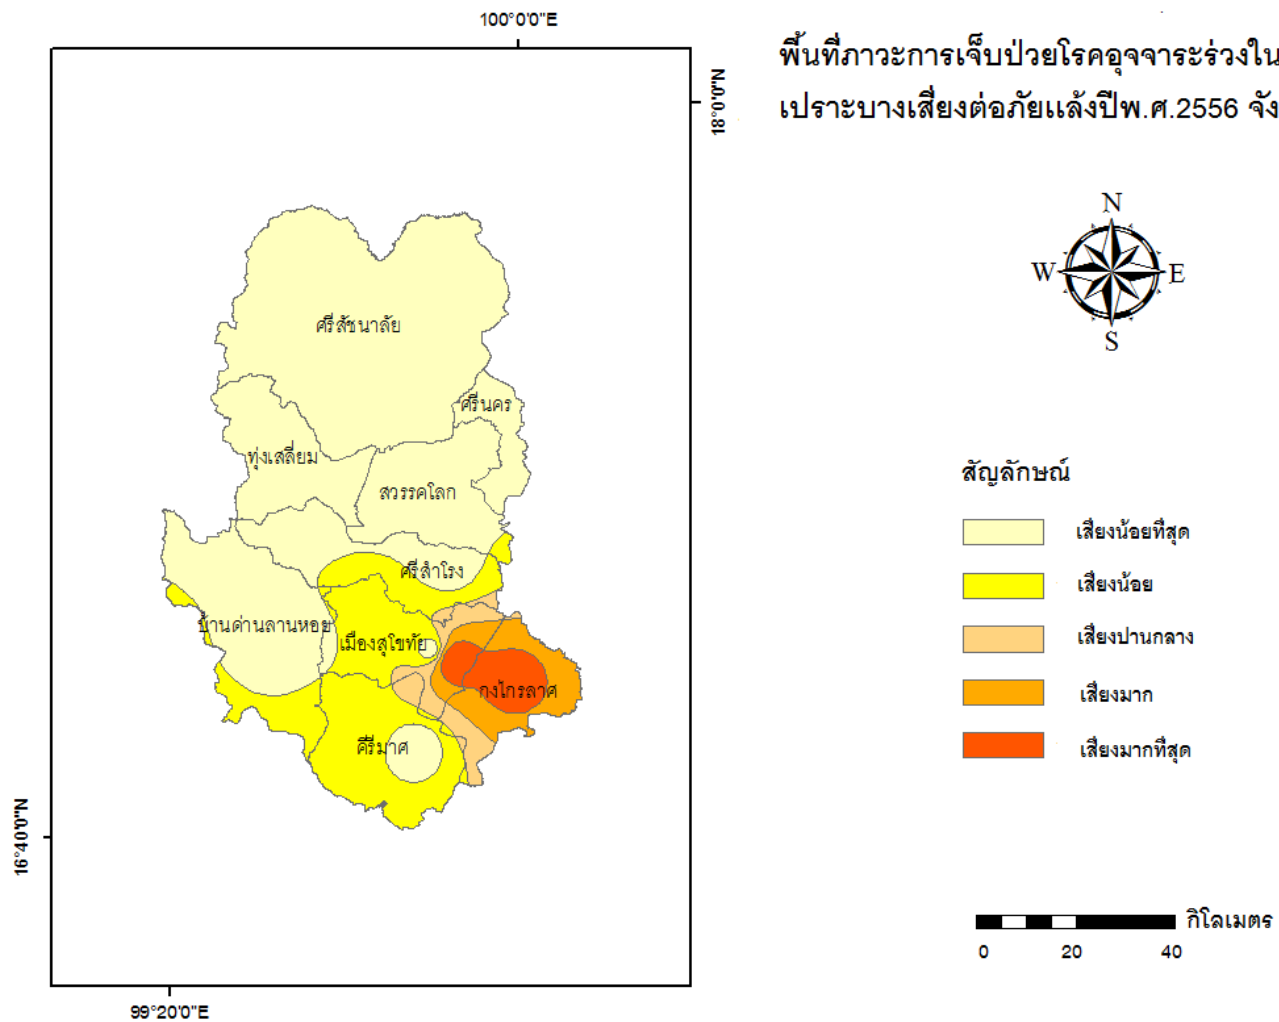 100°0'0"E
พื้นที่ภาวะการเจ็บป่วยโรคอุจจาระร่วงใน
เปราะบางเสี่ยงต่อภัยแล้งปีพ.ศ.2556 จัง
18°0'0"N
N
W E
S
ศรีสัชนาลัย
ศรีนคร
ทุ่งเสลี่ยม
สวรรคโลก
ศรีสำโรง
บ้านด่านลานหอย
เมืองสุโขทัย
กงไกรลาศ
คีรีมาศ
สัญลักษณ์
เสี่ยงน้อยที่สุด
เสี่ยงน้อย
เสี่ยงปานกลาง
เสี่ยงมาก
เสี่ยงมากที่สุด
16°40'0"N
กิโลเมตร
0 20 40
99°20'0"E